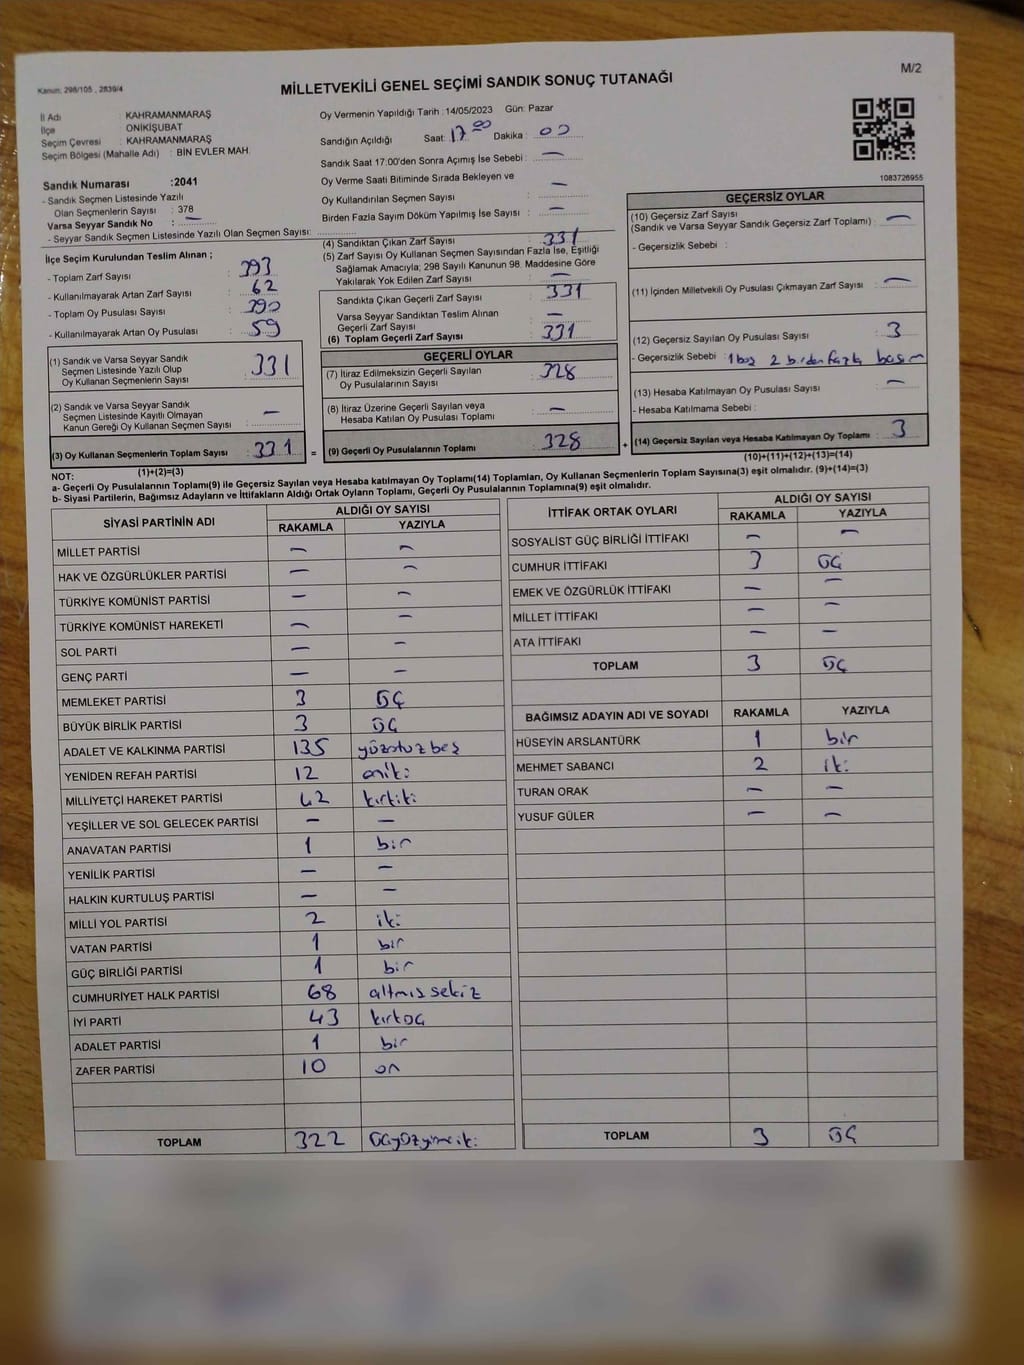 M/2
Kanun: 298/105 , 2839/4
MİLLETVEKİLİ GENEL SEÇİMİ SANDIK SONUÇ TUTANAĞI
İl Adı : KAHRAMANMARAŞ
İlçe : ONİKİŞUBAT
Seçim Çevresi : KAHRAMANMARAŞ
Seçim Bölgesi (Mahalle Adı) : BİN EVLER MAH.
Sandık Numarası :2041
- Sandık Seçmen Listesinde Yazılı
Olan Seçmenlerin Sayısı : 378
Varsa Seyyar Sandık No : —
- Seyyar Sandık Seçmen Listesinde Yazılı Olan Seçmen Sayısı:
İlçe Seçim Kurulundan Teslim Alınan ;
- Toplam Zarf Sayısı : 393
- Kullanılmayarak Artan Zarf Sayısı : 62
- Toplam Oy Pusulası Sayısı : 390
- Kullanılmayarak Artan Oy Pusulası : 59
(1) Sandık ve Varsa Seyyar Sandık
Seçmen Listesinde Yazılı Olup
Oy Kullanan Seçmenlerin Sayısı : 331
(2) Sandık ve Varsa Seyyar Sandık
Seçmen Listesinde Kayıtlı Olmayan
Kanun Gereği Oy Kullanan Seçmen Sayısı : —
(3) Oy Kullanan Seçmenlerin Toplam Sayısı : 331
(1)+(2)=(3)
Oy Vermenin Yapıldığı Tarih : 14/05/2023 Gün: Pazar
Sandığın Açıldığı Saat: 17 00 Dakika : 00
Sandık Saat 17:00'den Sonra Açımış İse Sebebi : —
Oy Verme Saati Bitiminde Sırada Bekleyen ve
Oy Kullandırılan Seçmen Sayısı : —
Birden Fazla Sayım Döküm Yapılmış İse Sayısı : —
(4) Sandıktan Çıkan Zarf Sayısı : 331
(5) Zarf Sayısı Oy Kullanan Seçmen Sayısından Fazla İse, Eşitliği
Sağlamak Amacıyla; 298 Sayılı Kanunun 98. Maddesine Göre
Yakılarak Yok Edilen Zarf Sayısı : —
Sandıkta Çıkan Geçerli Zarf Sayısı : 331
Varsa Seyyar Sandıktan Teslim Alınan
Geçerli Zarf Sayısı : —
(6) Toplam Geçerli Zarf Sayısı : 331
GEÇERLİ OYLAR
(7) İtiraz Edilmeksizin Geçerli Sayılan
Oy Pusulalarının Sayısı : 328
(8) İtiraz Üzerine Geçerli Sayılan veya
Hesaba Katılan Oy Pusulası Toplamı : —
= (9) Geçerli Oy Pusulalarının Toplamı : 328 +
1083726955
GEÇERSİZ OYLAR
(10) Geçersiz Zarf Sayısı
(Sandık ve Varsa Seyyar Sandık Geçersiz Zarf Toplamı) : —
- Geçersizlik Sebebi :
(11) İçinden Milletvekili Oy Pusulası Çıkmayan Zarf Sayısı : —
(12) Geçersiz Sayılan Oy Pusulası Sayısı : 3
- Geçersizlik Sebebi : 1 boş 2 birden fazla basım
(13) Hesaba Katılmayan Oy Pusulası Sayısı : —
- Hesaba Katılmama Sebebi :
(14) Geçersiz Sayılan veya Hesaba Katılmayan Oy Toplamı : 3
(10)+(11)+(12)+(13)=(14)
NOT:
a- Geçerli Oy Pusulasının Toplamı(9) ile Geçersiz Sayılan veya Hesaba katılmayan Oy Toplamı(14) Toplamları, Oy Kullanan Seçmenlerin Toplam Sayısına(3) eşit olmalıdır. (9)+(14)=(3)
b- Siyasi Partilerin, Bağımsız Adayların ve İttifakların Aldığı Ortak Oyların Toplamı, Geçerli Oy Pusulalarının Toplamına(9) eşit olmalıdır.
SİYASİ PARTİNİN ADI ALDIĞI OY SAYISI
RAKAMLA YAZIYLA
MİLLET PARTİSİ — —
HAK VE ÖZGÜRLÜKLER PARTİSİ — —
TÜRKİYE KOMÜNİST PARTİSİ — —
TÜRKİYE KOMÜNİST HAREKETİ — —
SOL PARTİ — —
GENÇ PARTİ — —
MEMLEKET PARTİSİ 3 üç
BÜYÜK BİRLİK PARTİSİ 3 üç
ADALET VE KALKINMA PARTİSİ 135 yüzotuzbeş
YENİDEN REFAH PARTİSİ 12 oniki
MİLLİYETÇİ HAREKET PARTİSİ 42 kırkiki
YEŞİLLER VE SOL GELECEK PARTİSİ — —
ANAVATAN PARTİSİ 1 bir
YENİLİK PARTİSİ — —
HALKIN KURTULUŞ PARTİSİ — —
MİLLİ YOL PARTİSİ 2 iki
VATAN PARTİSİ 1 bir
GÜÇ BİRLİĞİ PARTİSİ 1 bir
CUMHURİYET HALK PARTİSİ 68 altmış sekiz
İYİ PARTİ 43 kırküç
ADALET PARTİSİ 1 bir
ZAFER PARTİSİ 10 on
TOPLAM 322 üçyüzyirmiiki
İTTİFAK ORTAK OYLARI ALDIĞI OY SAYISI
RAKAMLA YAZIYLA
SOSYALİST GÜÇ BİRLİĞİ İTTİFAKI — —
CUMHUR İTTİFAKI 3 üç
EMEK VE ÖZGÜRLÜK İTTİFAKI — —
MİLLET İTTİFAKI — —
ATA İTTİFAKI — —
TOPLAM 3 üç
BAĞIMSIZ ADAYIN ADI VE SOYADI RAKAMLA YAZIYLA
HÜSEYİN ARSLANTÜRK 1 bir
MEHMET SABANCI 2 iki
TURAN ORAK — —
YUSUF GÜLER — —
TOPLAM 3 üç